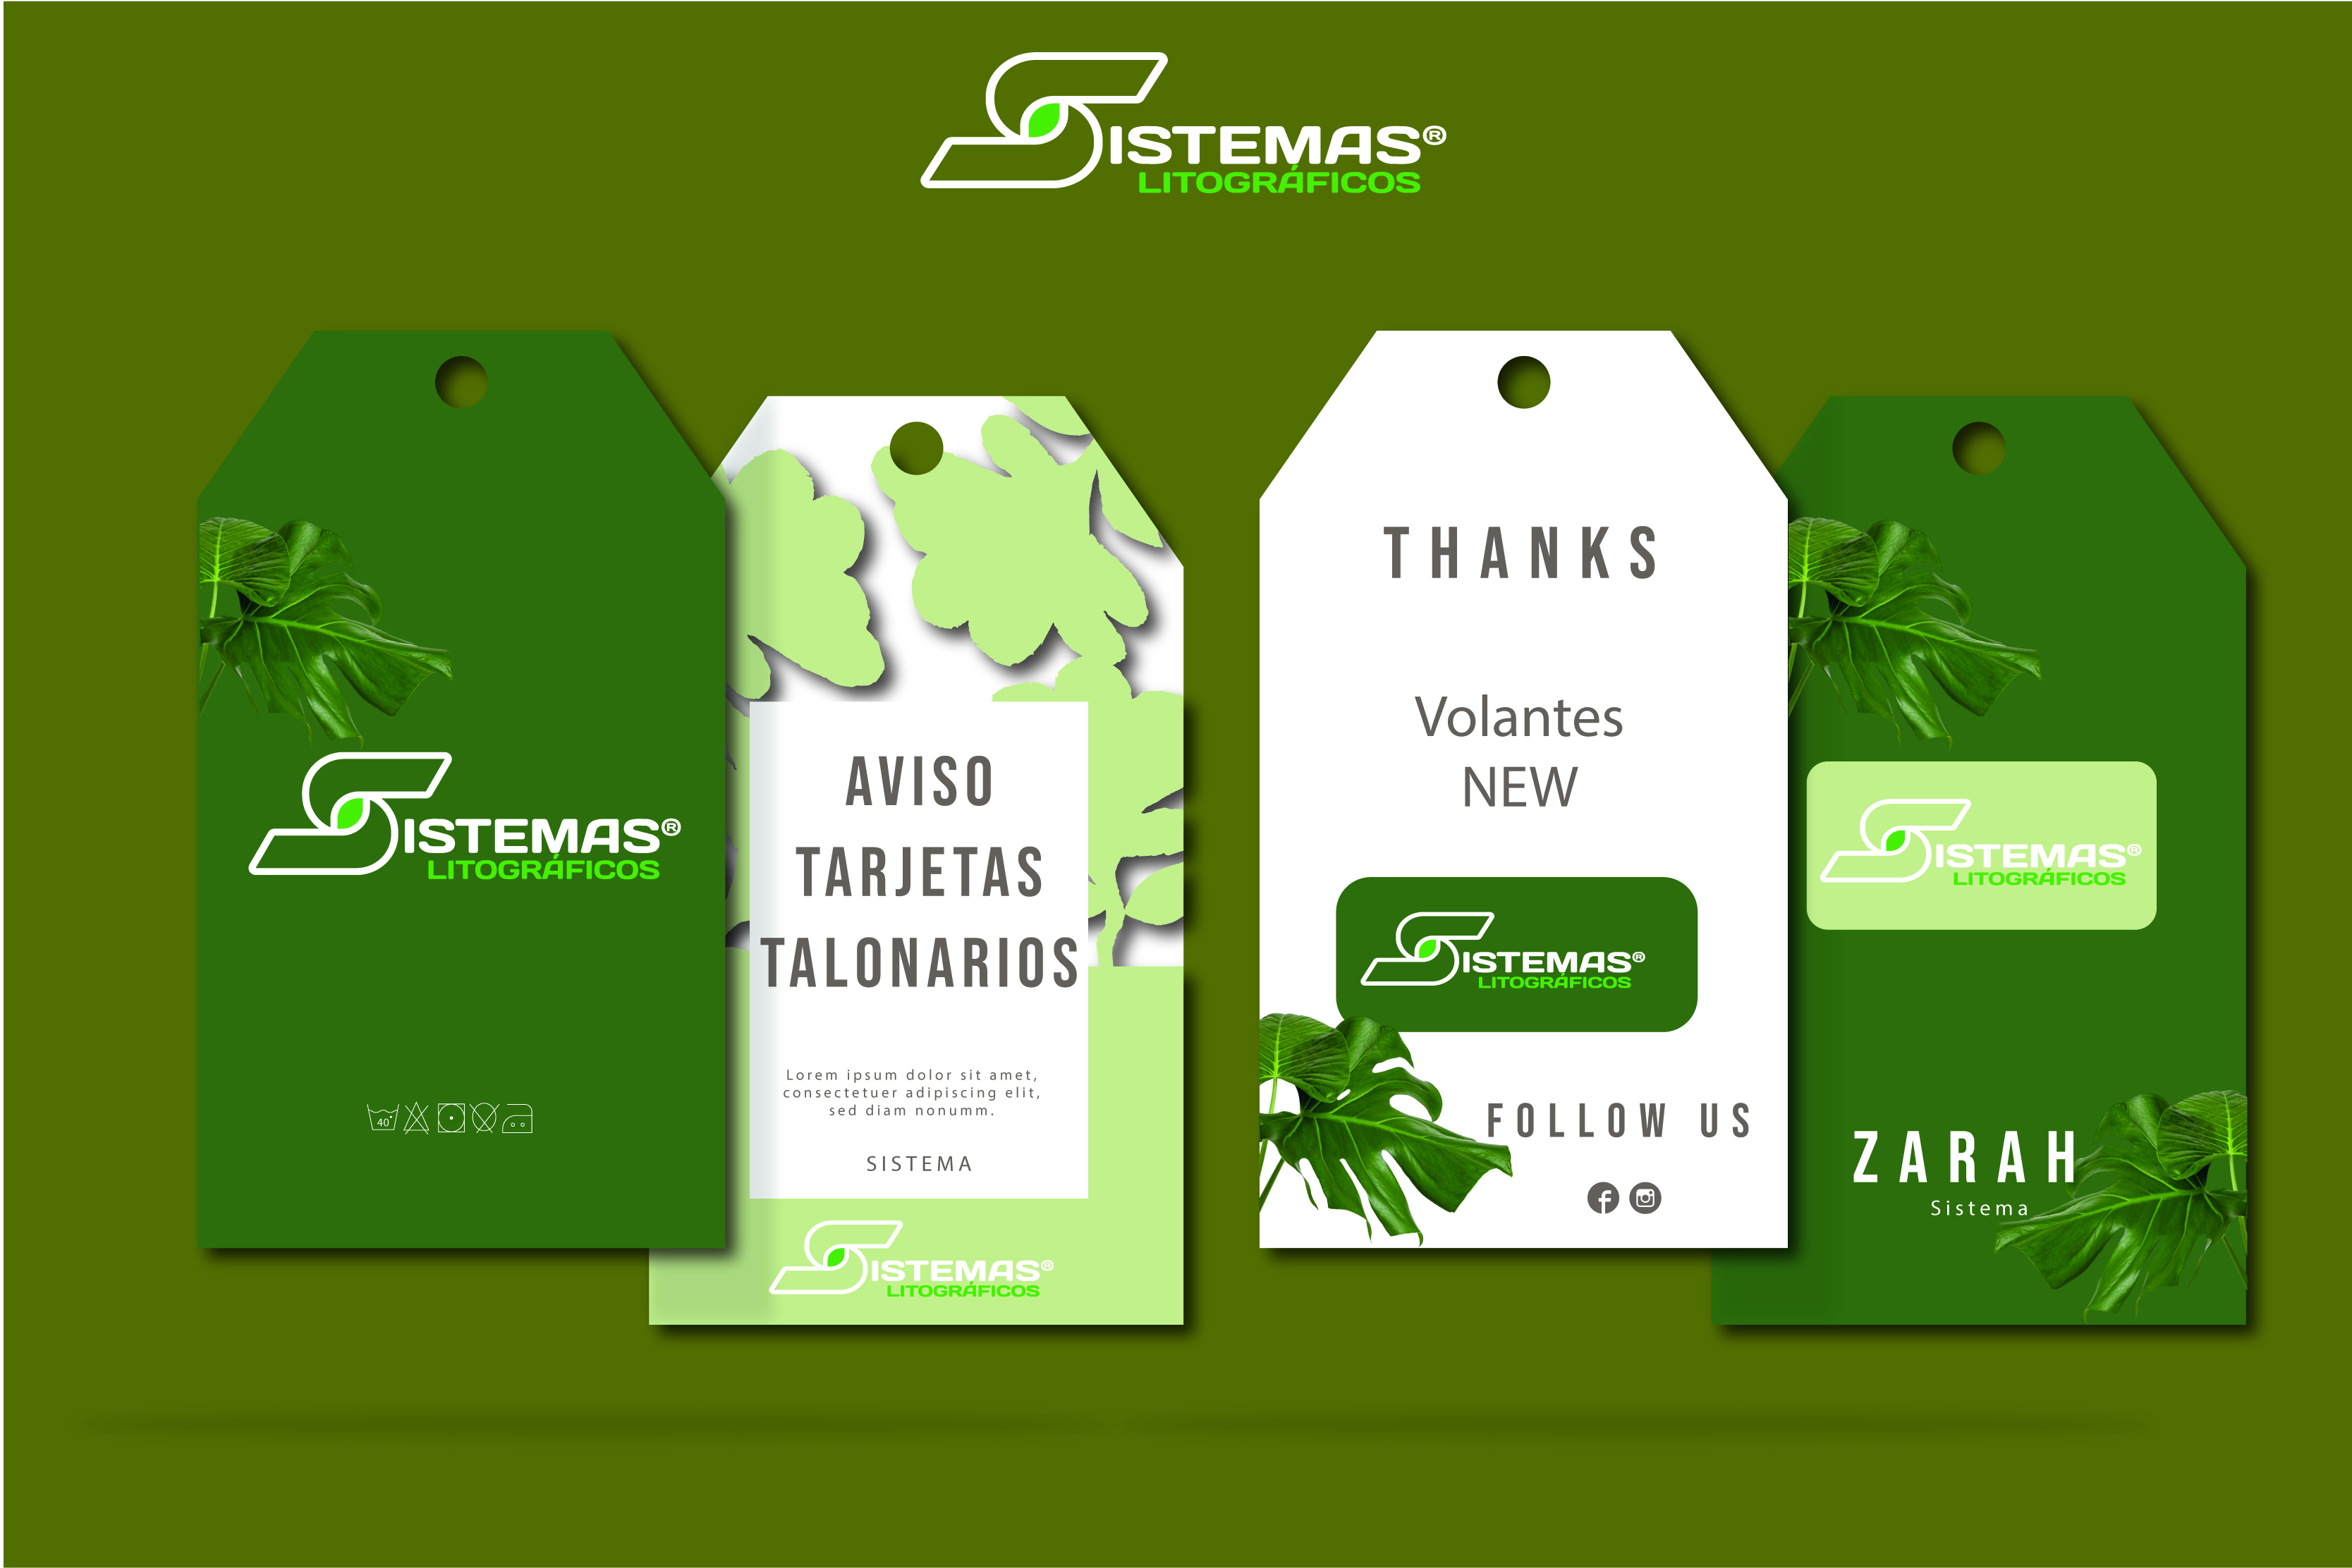 SISTEMAS®
LITOGRÁFICOS
SISTEMAS®
LITOGRÁFICOS
40°
AVISO
TARJETAS
TALONARIOS
Lorem ipsum dolor sit amet,
consectetuer adipiscing elit,
sed diam nonumm.
SISTEMA
SISTEMAS®
LITOGRÁFICOS
THANKS
Volantes
NEW
SISTEMAS®
LITOGRÁFICOS
FOLLOW US
SISTEMAS®
LITOGRÁFICOS
ZARAH
Sistema